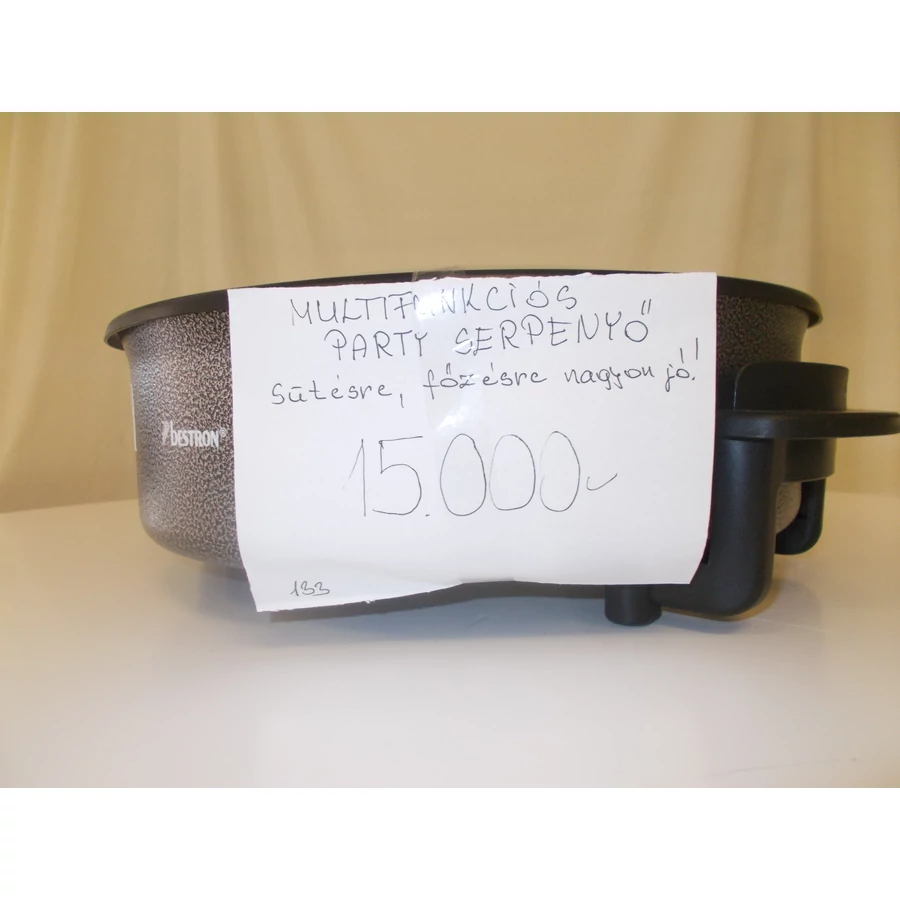 MULTIFUNKCIÓS
PARTY SERPENYŐ
Sütésre, főzésre nagyon jó!!
BESTRON®
15.000
133